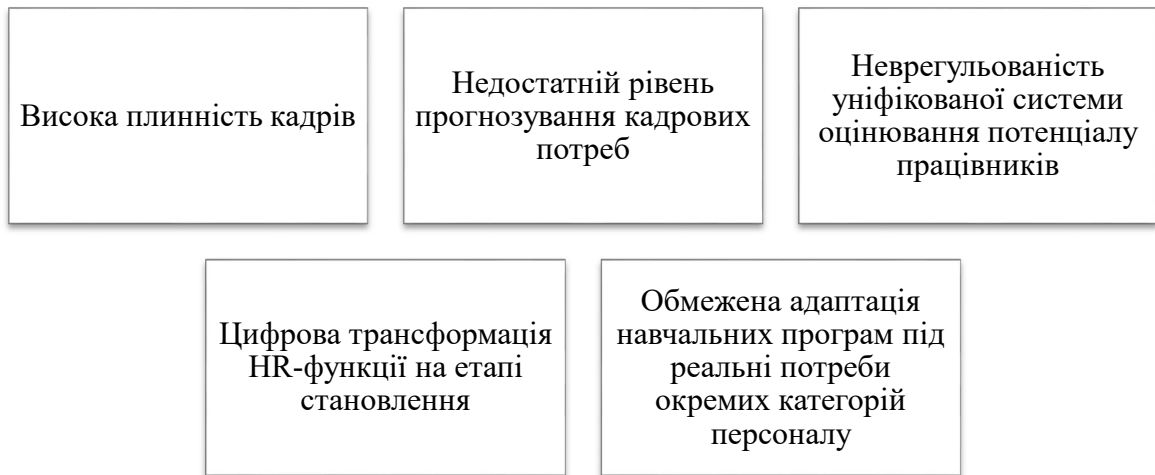 Висока плинність кадрів
Недостатній рівень
прогнозування кадрових
потреб
Неврегульованість
уніфікованої системи
оцінювання потенціалу
працівників
Цифрова трансформація
HR-функції на етапі
становлення
Обмежена адаптація
навчальних програм під
реальні потреби
окремих категорій
персоналу